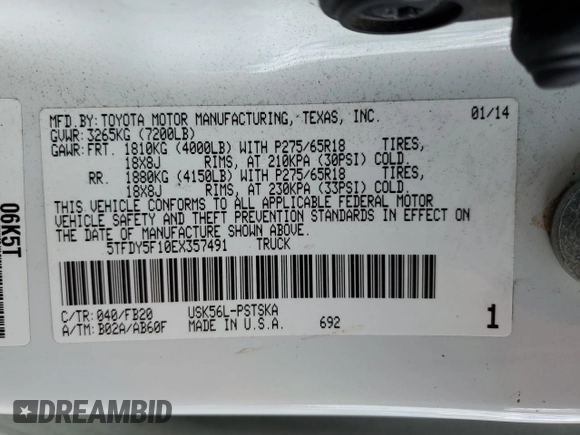 MFD.BY: TOYOTA MOTOR MANUFACTURING, TEXAS, INC. 01/14
GVWR: 3265KG (7200LB)
GAWR: FRT. 1810KG (4000LB) WITH P275/65R18 TIRES,
18X8J RIMS, AT 210KPA (30PSI) COLD
RR. 1880KG (4150LB) WITH P275/65R18 TIRES,
18X8J RIMS, AT 230KPA (33PSI) COLD
THIS VEHICLE CONFORMS TO ALL APPLICABLE FEDERAL MOTOR
VEHICLE SAFETY AND THEFT PREVENTION STANDARDS IN EFFECT ON
THE DATE OF MANUFACTURE SHOWN ABOVE.
5TFDY5F10EX357491 TRUCK
C/TR: 040/FB20 USK56L-PSTSKA
A/TM: B02A/AB60F MADE IN U.S.A. 692
1
06K5T
DREAMBID